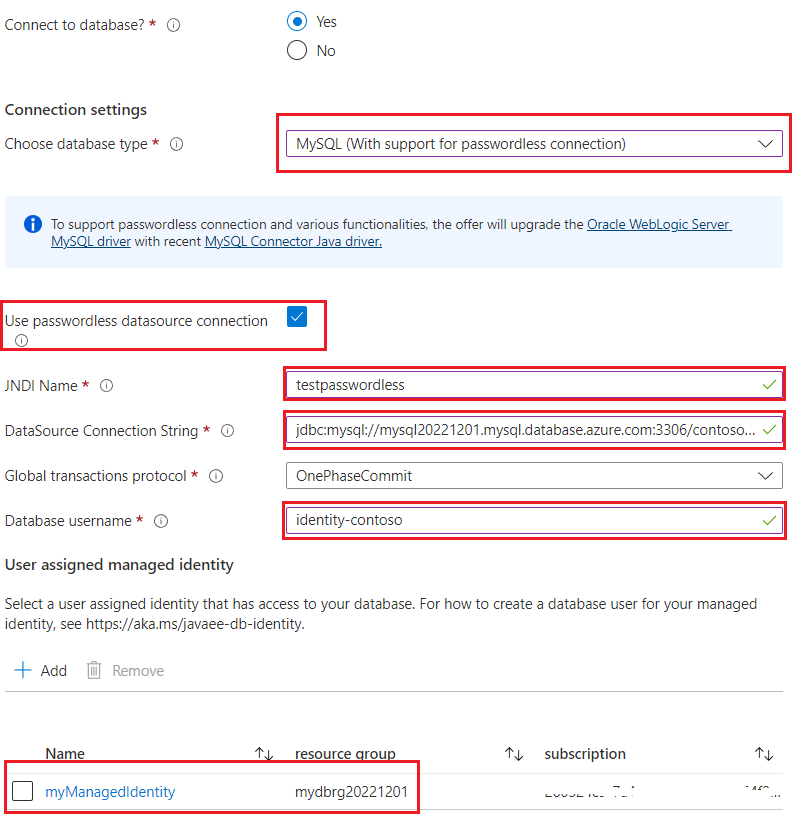 Connect to database? *
Yes
No
Connection settings
Choose database type *
MySQL (With support for passwordless connection)
To support passwordless connection and various functionalities, the offer will upgrade the Oracle WebLogic Server
MySQL driver with recent MySQL Connector Java driver.
Use passwordless datasource connection
JNDI Name *
testpasswordless
DataSource Connection String *
jdbc:mysql://mysql20221201.mysql.database.azure.com:3306/contoso...
Global transactions protocol *
OnePhaseCommit
Database username *
identity-contoso
User assigned managed identity
Select a user assigned identity that has access to your database. For how to create a database user for your managed
identity, see https://aka.ms/javaee-db-identity.
Add Remove
Name resource group subscription
myManagedIdentity mydbrg20221201